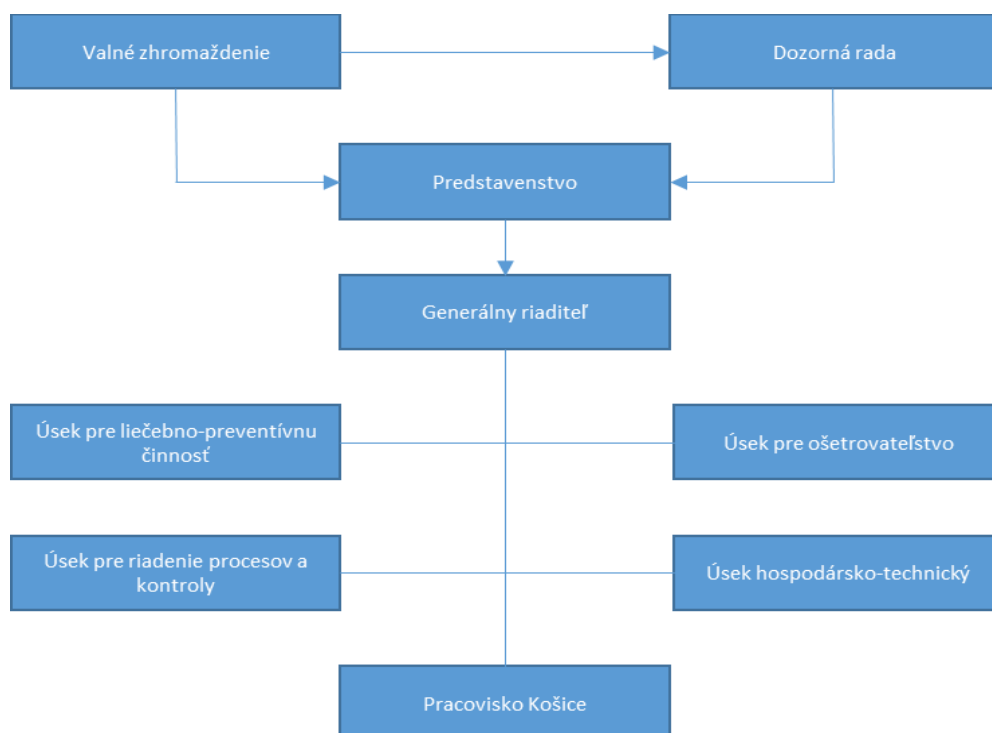 Valné zhromaždenie
Dozorná rada
Predstavenstvo
Generálny riaditeľ
Úsek pre liečebno-preventívnu
činnosť
Úsek pre ošetrovateľstvo
Úsek pre riadenie procesov a
kontroly
Úsek hospodársko-technický
Pracovisko Košice